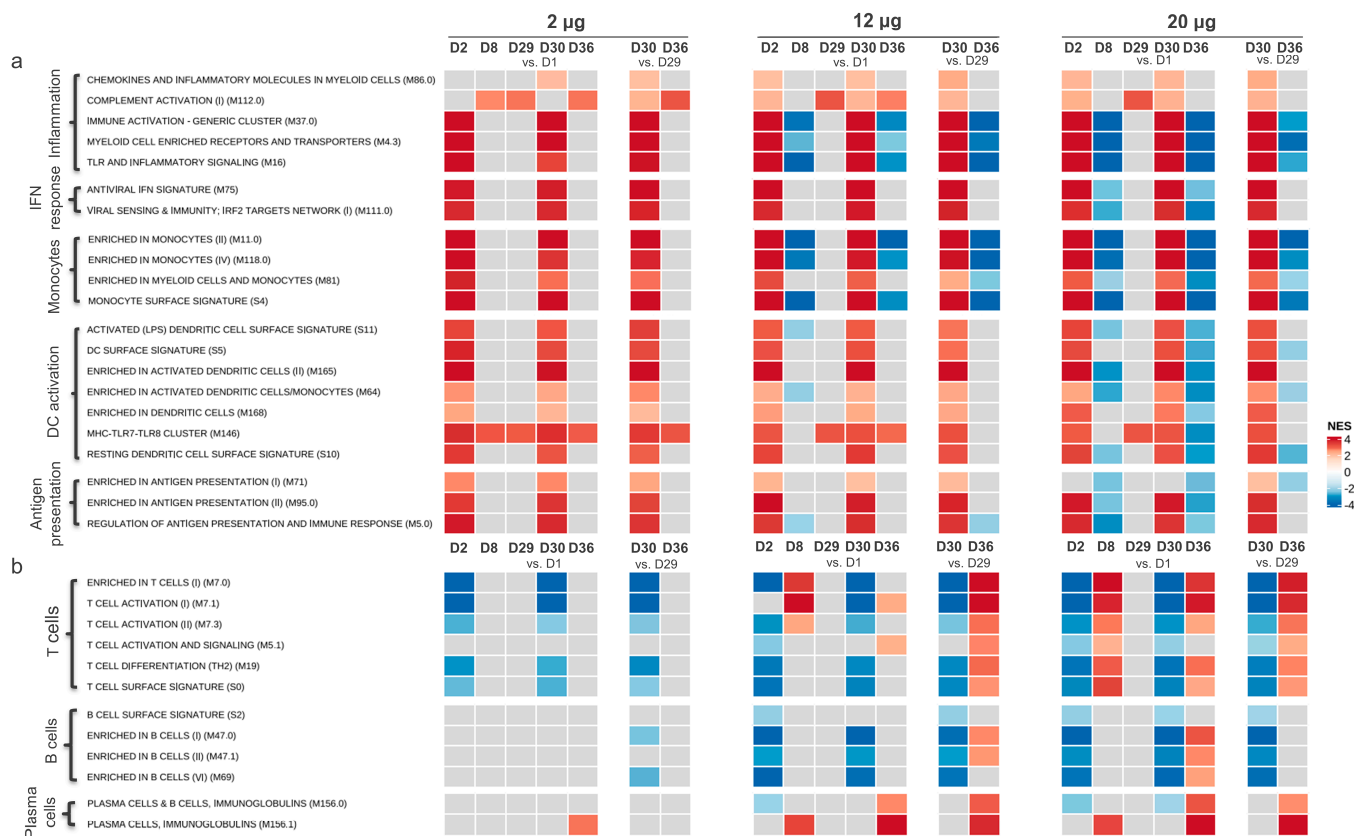 2 µg 12 µg 20 µg
D2 D8 D29 D30 D36 D30 D36 D2 D8 D29 D30 D36 D30 D36 D2 D8 D29 D30 D36 D30 D36
vs. D1 vs. D29 vs. D1 vs. D29 vs. D1 vs. D29
a
Inflammation
CHEMOKINES AND INFLAMMATORY MOLECULES IN MYELOID CELLS (M86.0)
COMPLEMENT ACTIVATION (I) (M112.0)
IMMUNE ACTIVATION - GENERIC CLUSTER (M37.0)
MYELOID CELL ENRICHED RECEPTORS AND TRANSPORTERS (M4.3)
TLR AND INFLAMMATORY SIGNALING (M16)
IFN
response
ANTIVIRAL IFN SIGNATURE (M75)
VIRAL SENSING & IMMUNITY; IRF2 TARGETS NETWORK (I) (M111.0)
Monocytes
ENRICHED IN MONOCYTES (II) (M11.0)
ENRICHED IN MONOCYTES (IV) (M118.0)
ENRICHED IN MYELOID CELLS AND MONOCYTES (M81)
MONOCYTE SURFACE SIGNATURE (S4)
DC activation
ACTIVATED (LPS) DENDRITIC CELL SURFACE SIGNATURE (S11)
DC SURFACE SIGNATURE (S5)
ENRICHED IN ACTIVATED DENDRITIC CELLS (II) (M165)
ENRICHED IN ACTIVATED DENDRITIC CELLS/MONOCYTES (M64)
ENRICHED IN DENDRITIC CELLS (M168)
MHC-TLR7-TLR8 CLUSTER (M146)
RESTING DENDRITIC CELL SURFACE SIGNATURE (S10)
Antigen
presentation
ENRICHED IN ANTIGEN PRESENTATION (I) (M71)
ENRICHED IN ANTIGEN PRESENTATION (II) (M95.0)
REGULATION OF ANTIGEN PRESENTATION AND IMMUNE RESPONSE (M5.0)
NES
4
2
0
-2
-4
D2 D8 D29 D30 D36 D30 D36 D2 D8 D29 D30 D36 D30 D36 D2 D8 D29 D30 D36 D30 D36
vs. D1 vs. D29 vs. D1 vs. D29 vs. D1 vs. D29
b
T cells
ENRICHED IN T CELLS (I) (M7.0)
T CELL ACTIVATION (I) (M7.1)
T CELL ACTIVATION (II) (M7.3)
T CELL ACTIVATION AND SIGNALING (M5.1)
T CELL DIFFERENTIATION (TH2) (M19)
T CELL SURFACE SIGNATURE (S0)
B cells
B CELL SURFACE SIGNATURE (S2)
ENRICHED IN B CELLS (I) (M47.0)
ENRICHED IN B CELLS (II) (M47.1)
ENRICHED IN B CELLS (VI) (M69)
Plasma
cells
PLASMA CELLS & B CELLS, IMMUNOGLOBULINS (M156.0)
PLASMA CELLS, IMMUNOGLOBULINS (M156.1)